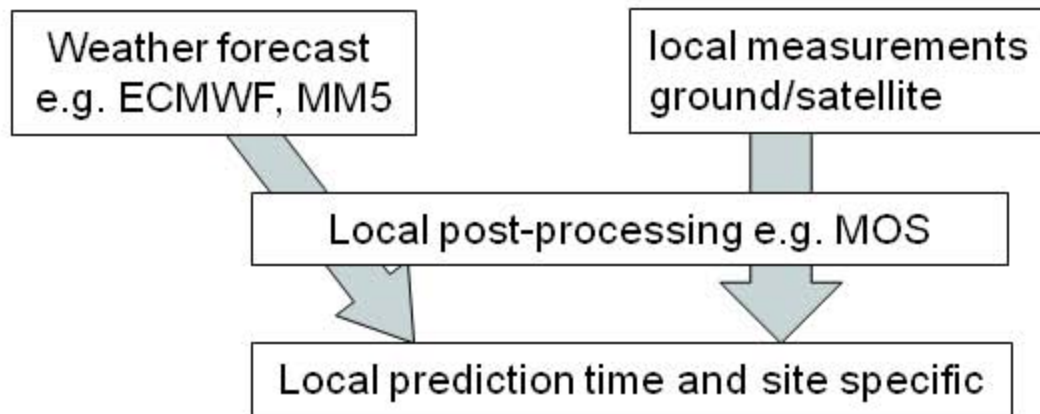 Weather forecast
e.g. ECMWF, MM5
local measurements
ground/satellite
Local post-processing e.g. MOS
Local prediction time and site specific